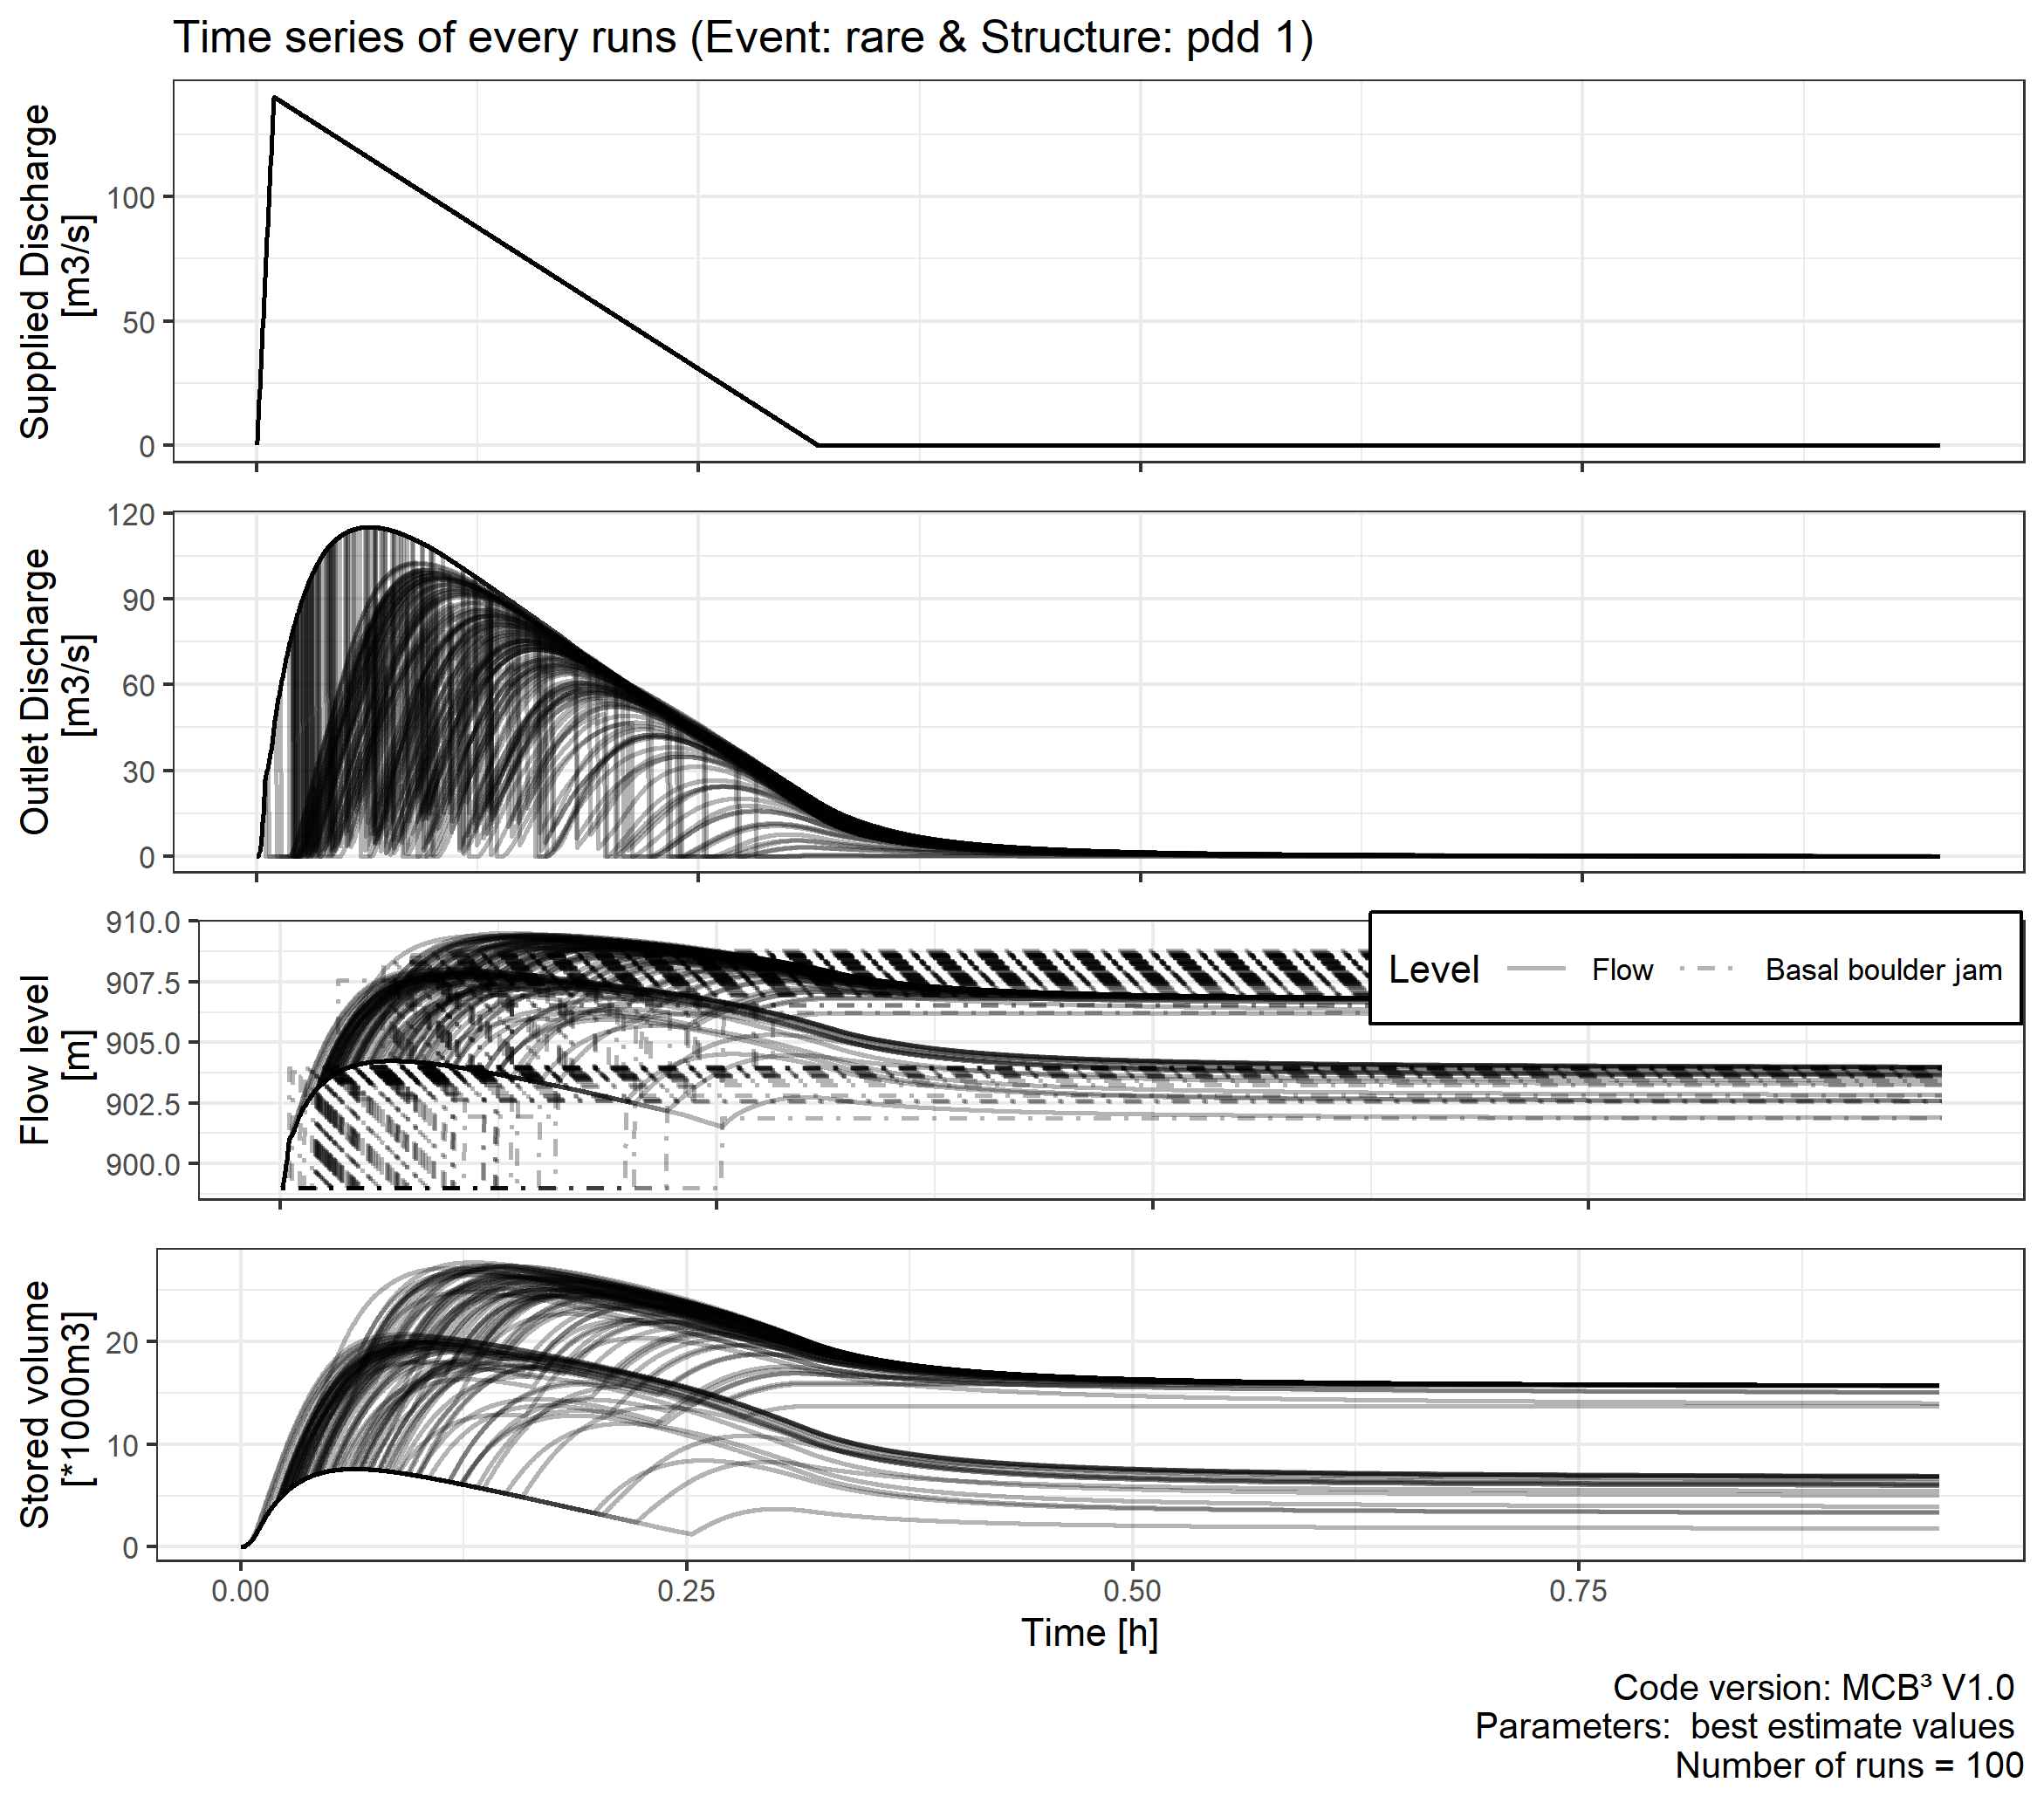 Time series of every runs (Event: rare & Structure: pdd 1)
Supplied Discharge
[m3/s]
100
50
0
Outlet Discharge
[m3/s]
120
90
60
30
0
Flow level
[m]
910.0
907.5
905.0
902.5
900.0
Level Flow Basal boulder jam
Stored volume
[*1000m3]
20
10
0
0.00 0.25 0.50 0.75
Time [h]
Code version: MCB³ V1.0
Parameters:  best estimate values
Number of runs = 100